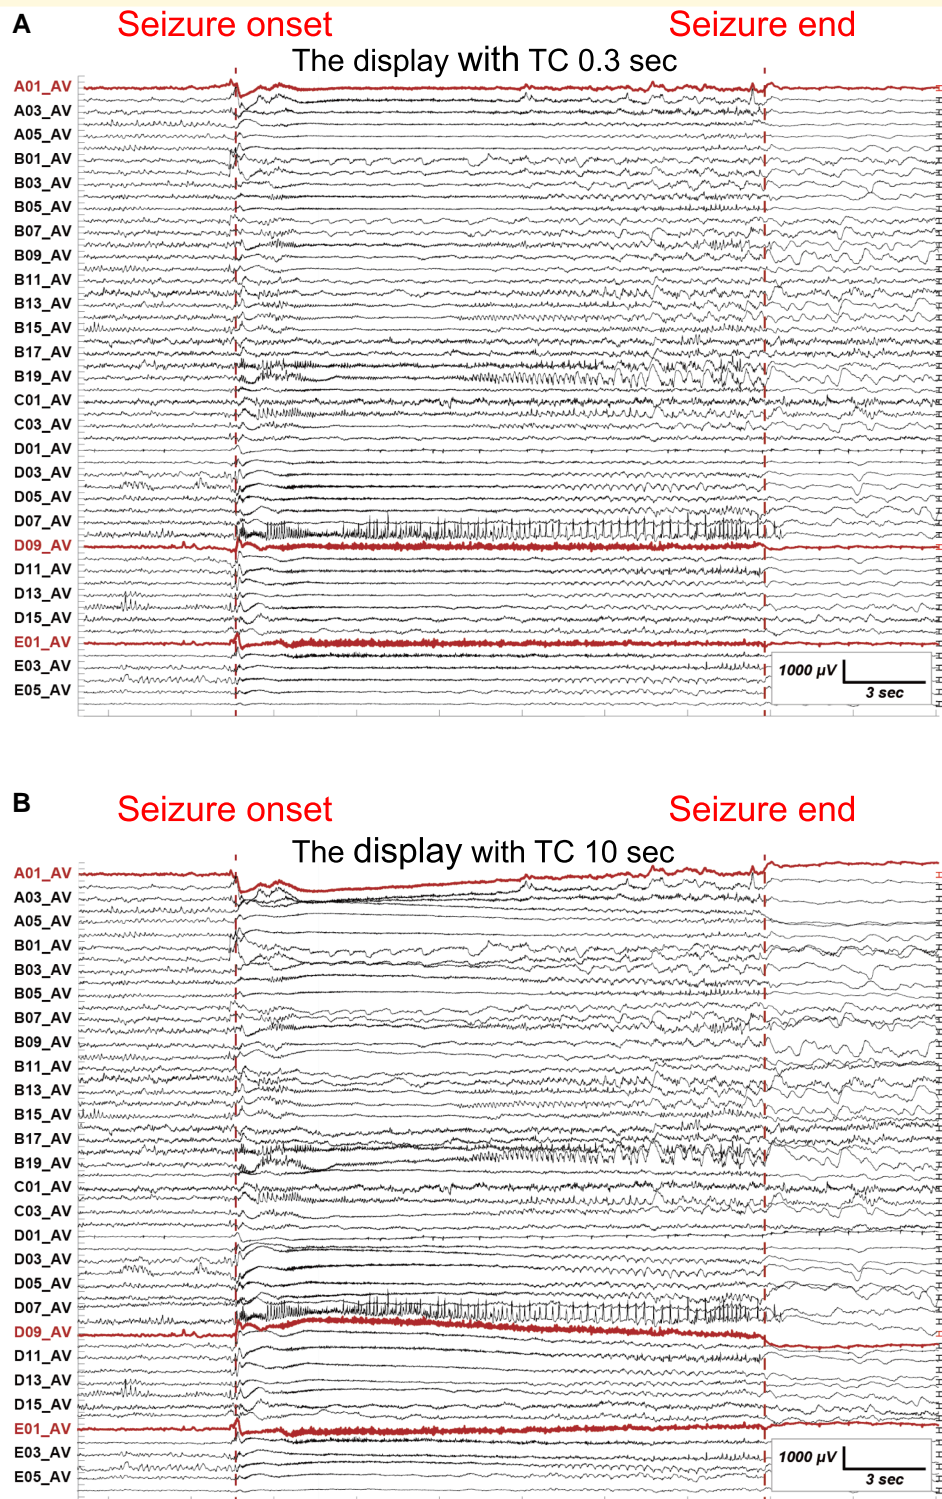 A
Seizure onset
Seizure end
The display with TC 0.3 sec
A01_AV
A03_AV
A05_AV
B01_AV
B03_AV
B05_AV
B07_AV
B09_AV
B11_AV
B13_AV
B15_AV
B17_AV
B19_AV
C01_AV
C03_AV
D01_AV
D03_AV
D05_AV
D07_AV
D09_AV
D11_AV
D13_AV
D15_AV
E01_AV
E03_AV
E05_AV
1000 μV
3 sec
B
Seizure onset
Seizure end
The display with TC 10 sec
A01_AV
A03_AV
A05_AV
B01_AV
B03_AV
B05_AV
B07_AV
B09_AV
B11_AV
B13_AV
B15_AV
B17_AV
B19_AV
C01_AV
C03_AV
D01_AV
D03_AV
D05_AV
D07_AV
D09_AV
D11_AV
D13_AV
D15_AV
E01_AV
E03_AV
E05_AV
1000 μV
3 sec